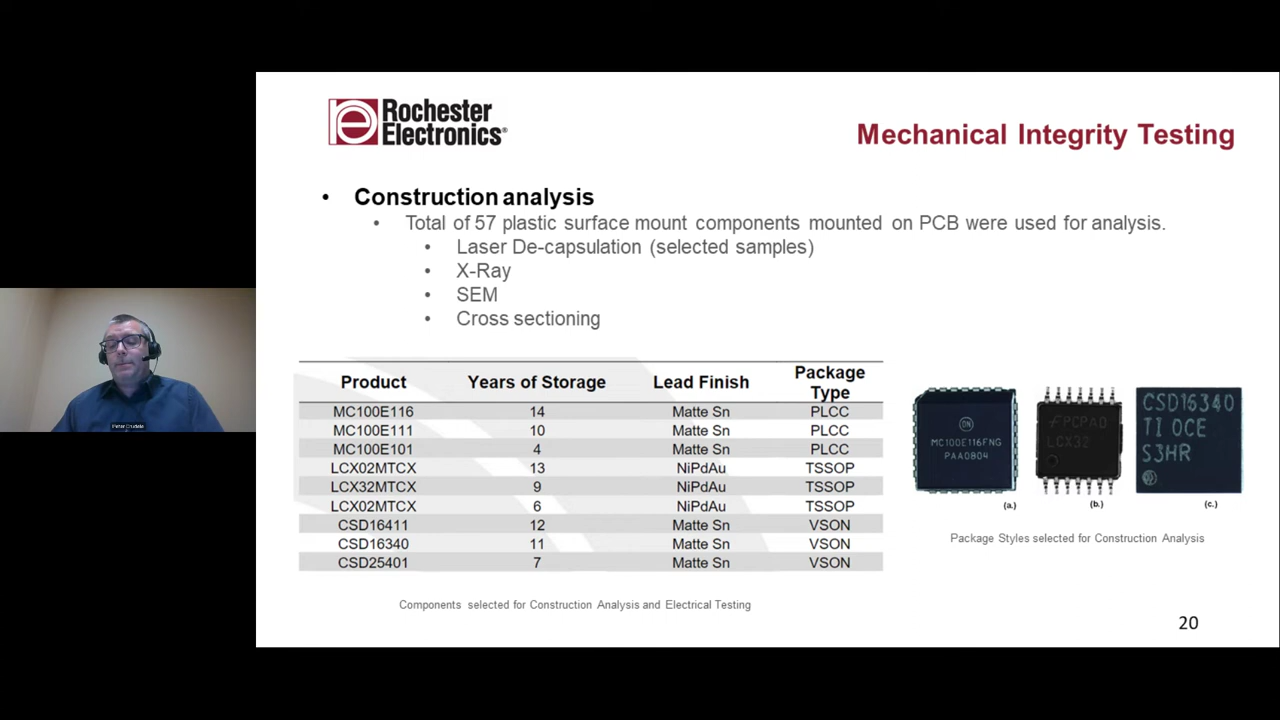 Rochester
Electronics®
Mechanical Integrity Testing
• Construction analysis
• Total of 57 plastic surface mount components mounted on PCB were used for analysis.
• Laser De-capsulation (selected samples)
• X-Ray
• SEM
• Cross sectioning
Product Years of Storage Lead Finish Package Type
MC100E116 14 Matte Sn PLCC
MC100E111 10 Matte Sn PLCC
MC100E101 4 Matte Sn PLCC
LCX02MTCX 13 NiPdAu TSSOP
LCX32MTCX 9 NiPdAu TSSOP
LCX02MTCX 6 NiPdAu TSSOP
CSD16411 12 Matte Sn VSON
CSD16340 11 Matte Sn VSON
CSD25401 7 Matte Sn VSON
Components selected for Construction Analysis and Electrical Testing
ON
MC100E116FNG
PAA0804
(a.)
PCPAD
LCX32
(b.)
CSD16340
TI 0CE
S3HR
(c.)
Package Styles selected for Construction Analysis
20